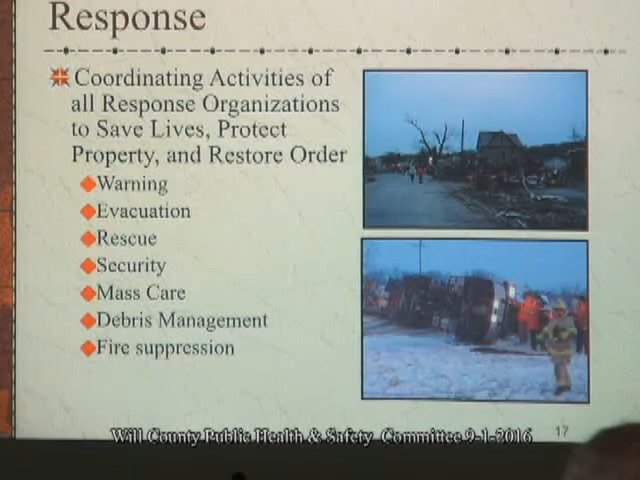 Response
Coordinating Activities of
all Response Organizations
to Save Lives, Protect
Property, and Restore Order
Warning
Evacuation
Rescue
Security
Mass Care
Debris Management
Fire suppression
Will County Public Health & Safety Committee 9-1-2016
17